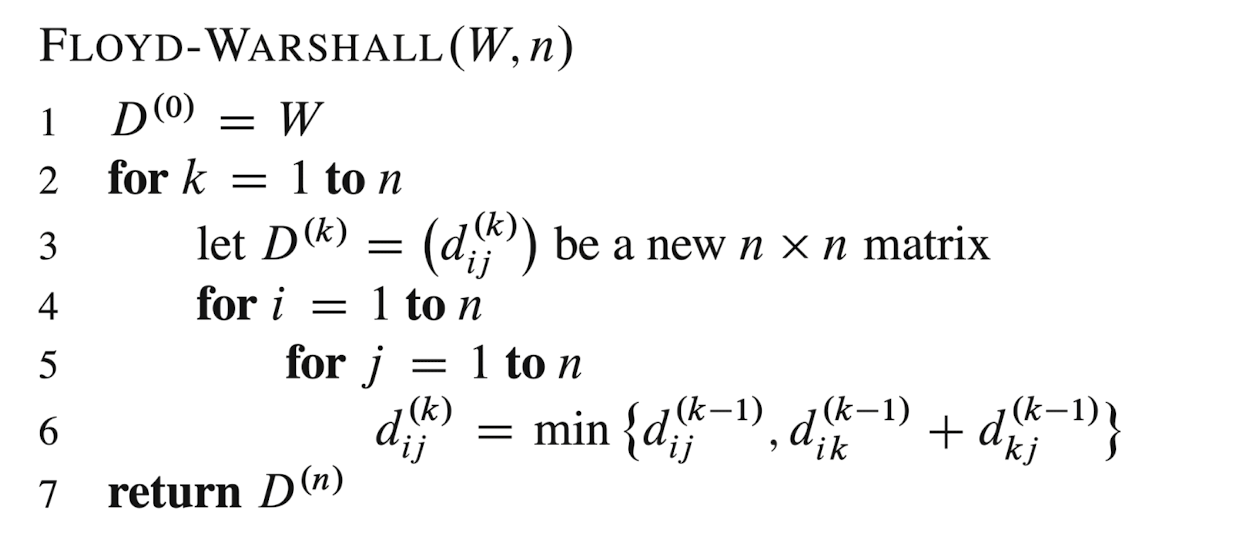 FLOYD-WARSHALL(W, n)
1 D^(0) = W
2 for k = 1 to n
3 let D^(k) = (d_ij^(k)) be a new n × n matrix
4 for i = 1 to n
5 for j = 1 to n
6 d_ij^(k) = min {d_ij^(k−1), d_ik^(k−1) + d_kj^(k−1)}
7 return D^(n)